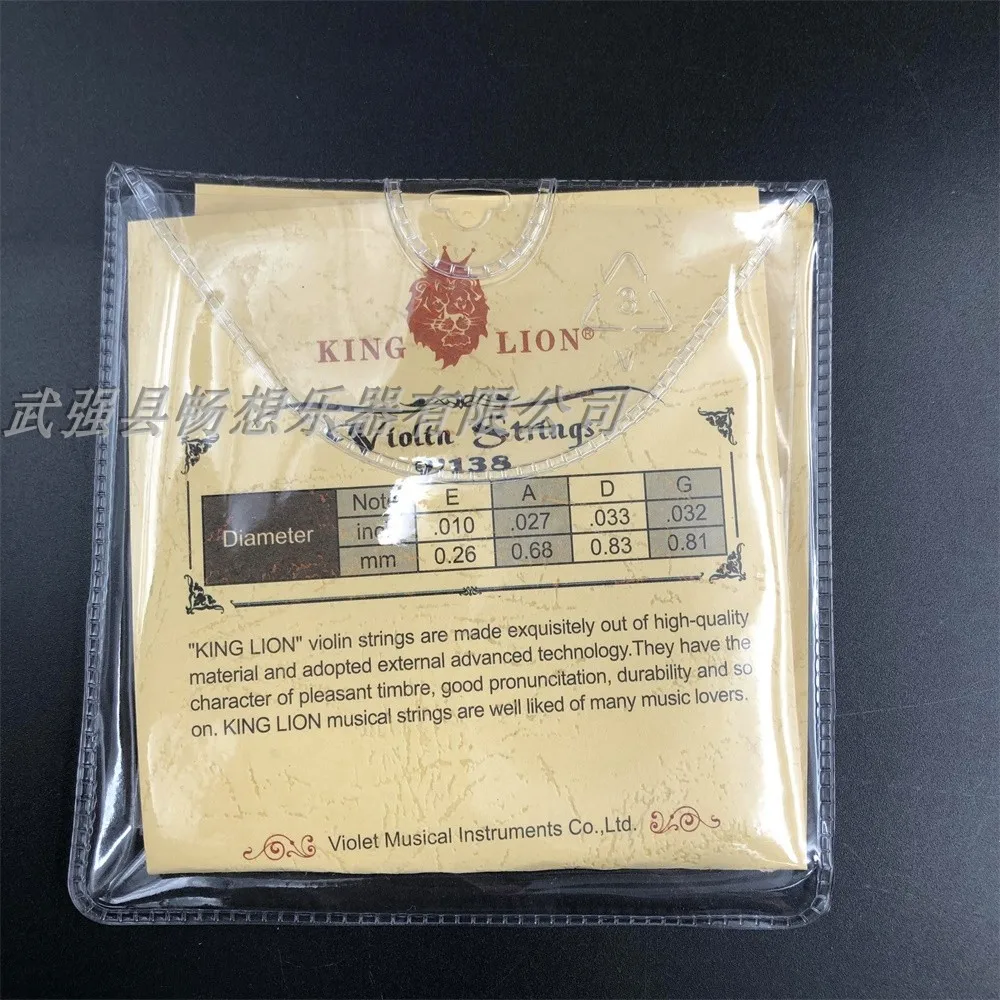 KING LION®
武强县畅想乐器有限公司
Violin Strings
Diameter
Note E A D G
inch .010 .027 .033 .032
mm 0.26 0.68 0.83 0.81
"KING LION" violin strings are made exquisitely out of high-quality
material and adopted external advanced technology.They have the
character of pleasant timbre, good pronuncitation, durability and so
on. KING LION musical strings are well liked of many music lovers.
Violet Musical Instruments Co.,Ltd.
3
V